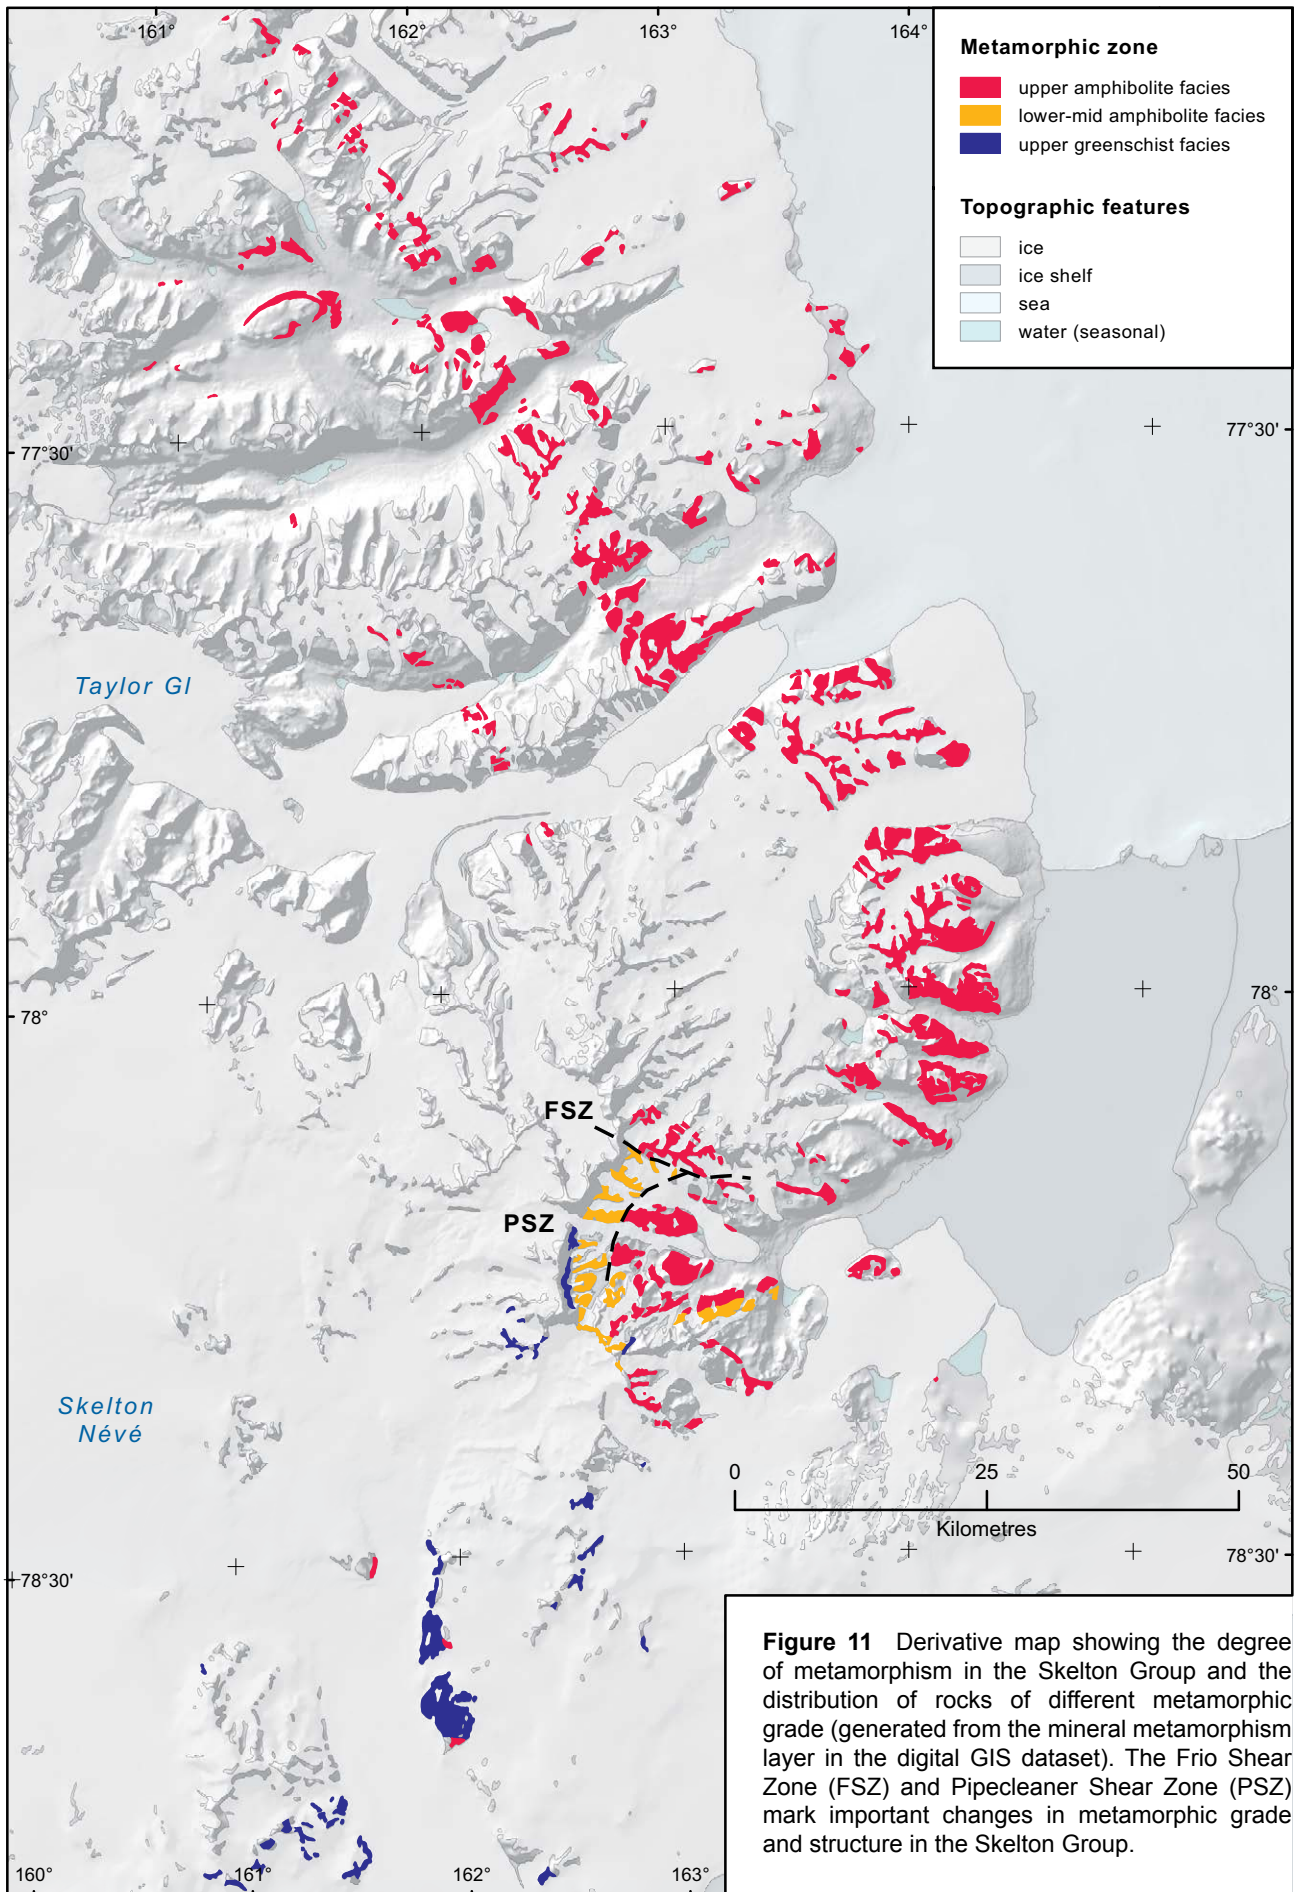 161°
162°
163°
164°
Metamorphic zone
upper amphibolite facies
lower-mid amphibolite facies
upper greenschist facies
Topographic features
ice
ice shelf
sea
water (seasonal)
77°30'
77°30'
Taylor Gl
78°
78°
FSZ
PSZ
Skelton
Névé
0
25
50
Kilometres
78°30'
78°30'
Figure 11 Derivative map showing the degree
of metamorphism in the Skelton Group and the
distribution of rocks of different metamorphic
grade (generated from the mineral metamorphism
layer in the digital GIS dataset). The Frio Shear
Zone (FSZ) and Pipecleaner Shear Zone (PSZ)
mark important changes in metamorphic grade
and structure in the Skelton Group.
160°
161°
162°
163°